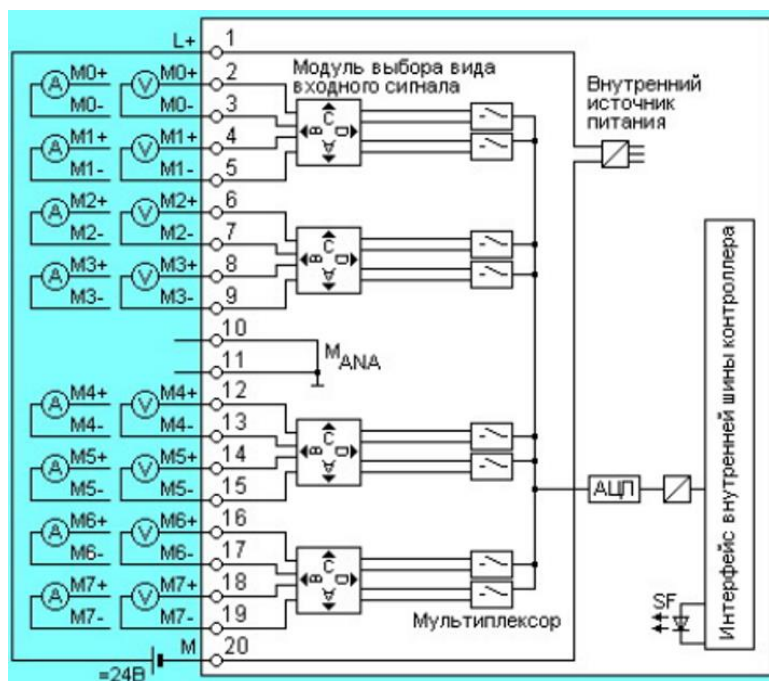 L+ 1
A M0+ V M0+ 2
M0- M0- 3
A M1+ V M1+ 4
M1- M1- 5
A M2+ V M2+ 6
M2- M2- 7
A M3+ V M3+ 8
M3- M3- 9
10
11
M ANA
A M4+ V M4+ 12
M4- M4- 13
A M5+ V M5+ 14
M5- M5- 15
A M6+ V M6+ 16
M6- M6- 17
A M7+ V M7+ 18
M7- M7- 19
M 20
=24В
Модуль выбора вида
входного сигнала
C
B D
A
C
B D
A
C
B D
A
C
B D
A
Мультиплексор
Внутренний
источник
питания
АЦП
SF
Интерфейс внутренней шины контроллера